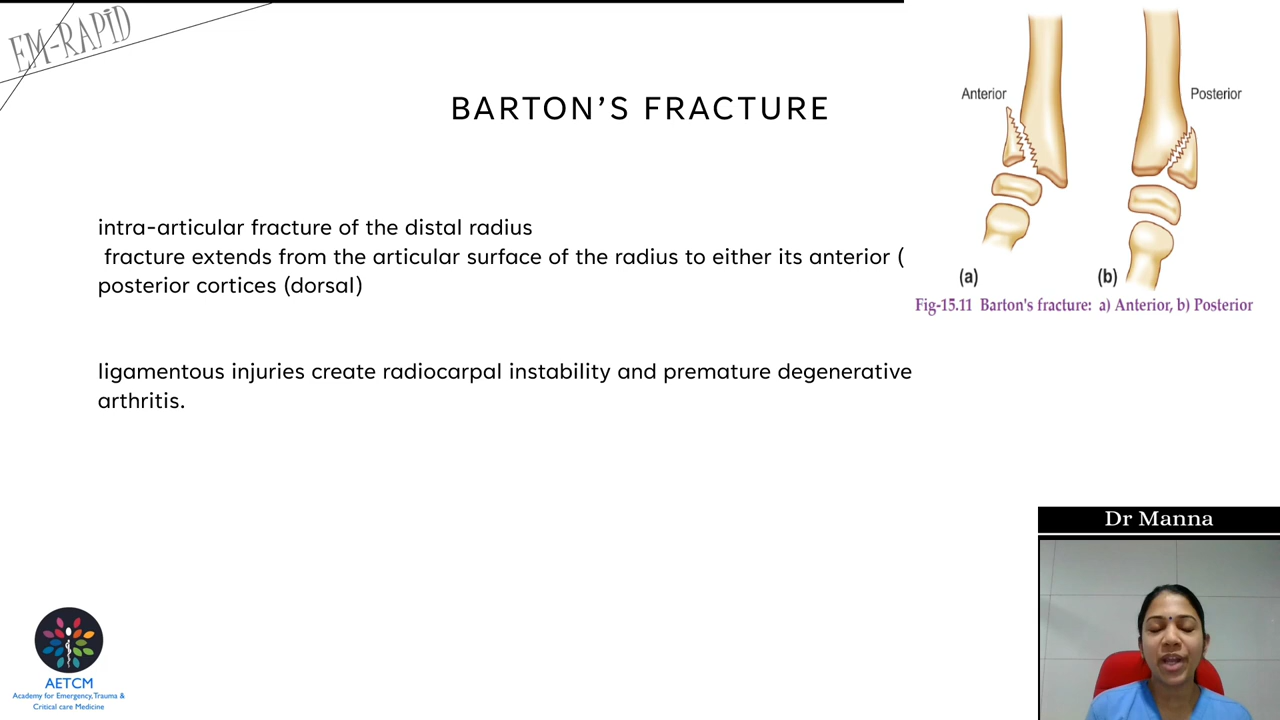 EM-RAPID
BARTON'S FRACTURE
intra-articular fracture of the distal radius
fracture extends from the articular surface of the radius to either its anterior (
posterior cortices (dorsal)
ligamentous injuries create radiocarpal instability and premature degenerative
arthritis.
Anterior
Posterior
(a)
(b)
Fig-15.11 Barton's fracture: a) Anterior, b) Posterior
Dr Manna
AETCM
Academy for Emergency, Trauma &
Critical care Medicine